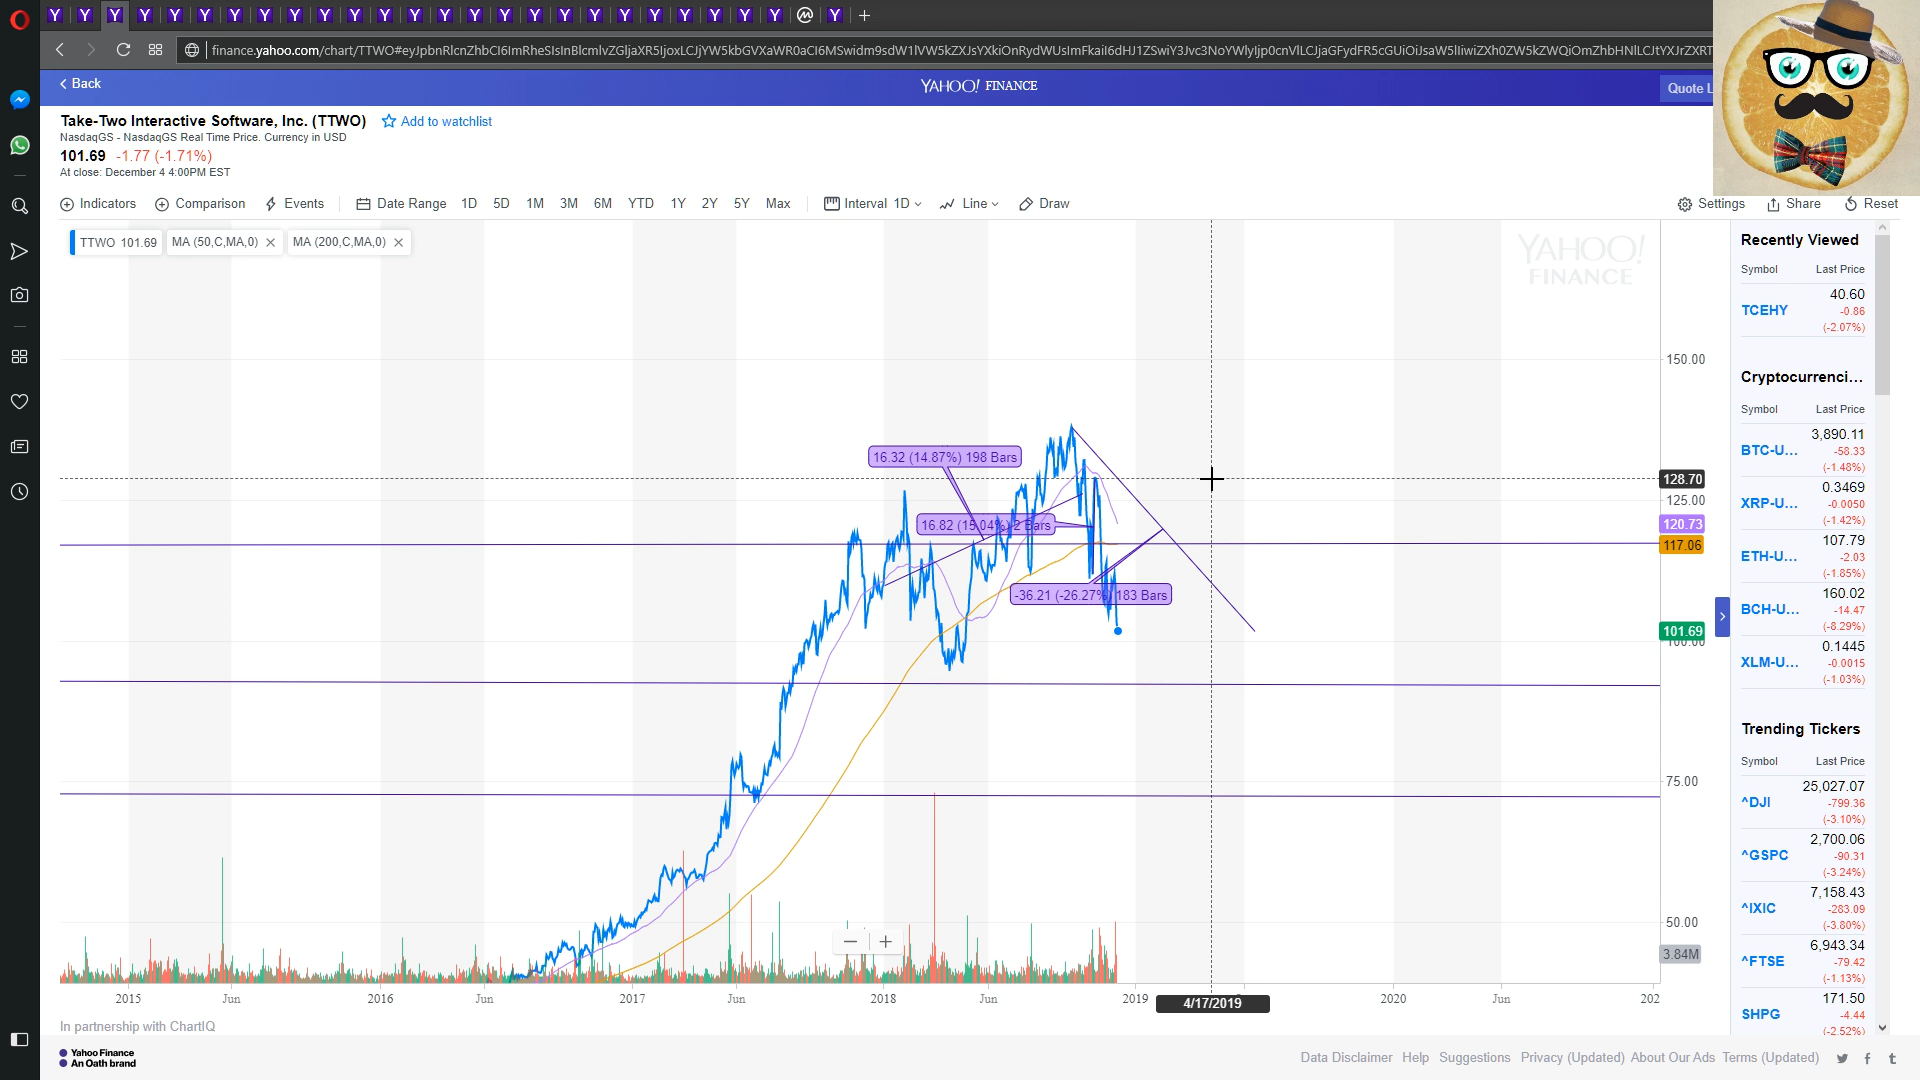 finance.yahoo.com/chart/TTWO
Back
YAHOO! FINANCE
Quote L
Take-Two Interactive Software, Inc. (TTWO)
Add to watchlist
NasdaqGS - NasdaqGS Real Time Price. Currency in USD
101.69 -1.77 (-1.71%)
At close: December 4 4:00PM EST
Indicators Comparison Events Date Range 1D 5D 1M 3M 6M YTD 1Y 2Y 5Y Max Interval 1D Line Draw Settings Share Reset
TTWO 101.69 MA (50,C,MA,0) MA (200,C,MA,0)
YAHOO!
FINANCE
16.32 (14.87%) 198 Bars
16.82 (15.04%) 2 Bars
-36.21 (-26.27%) 183 Bars
150.00
128.70
125.00
120.73
117.06
101.69
100.00
75.00
50.00
3.84M
2015 Jun 2016 Jun 2017 Jun 2018 Jun 2019 4/17/2019 2020 Jun 202
In partnership with ChartIQ
Recently Viewed
Symbol Last Price
TCEHY 40.60
-0.86
(-2.07%)
Cryptocurrenci...
Symbol Last Price
BTC-U... 3,890.11
-58.33
(-1.48%)
XRP-U... 0.3469
-0.0050
(-1.42%)
ETH-U... 107.79
-2.03
(-1.85%)
BCH-U... 160.02
-14.47
(-8.29%)
XLM-U... 0.1445
-0.0015
(-1.03%)
Trending Tickers
Symbol Last Price
^DJI 25,027.07
-799.36
(-3.10%)
^GSPC 2,700.06
-90.31
(-3.24%)
^IXIC 7,158.43
-283.09
(-3.80%)
^FTSE 6,943.34
-79.42
(-1.13%)
SHPG 171.50
-4.44
(-2.52%)
Yahoo Finance
An Oath brand
Data Disclaimer Help Suggestions Privacy (Updated) About Our Ads Terms (Updated)